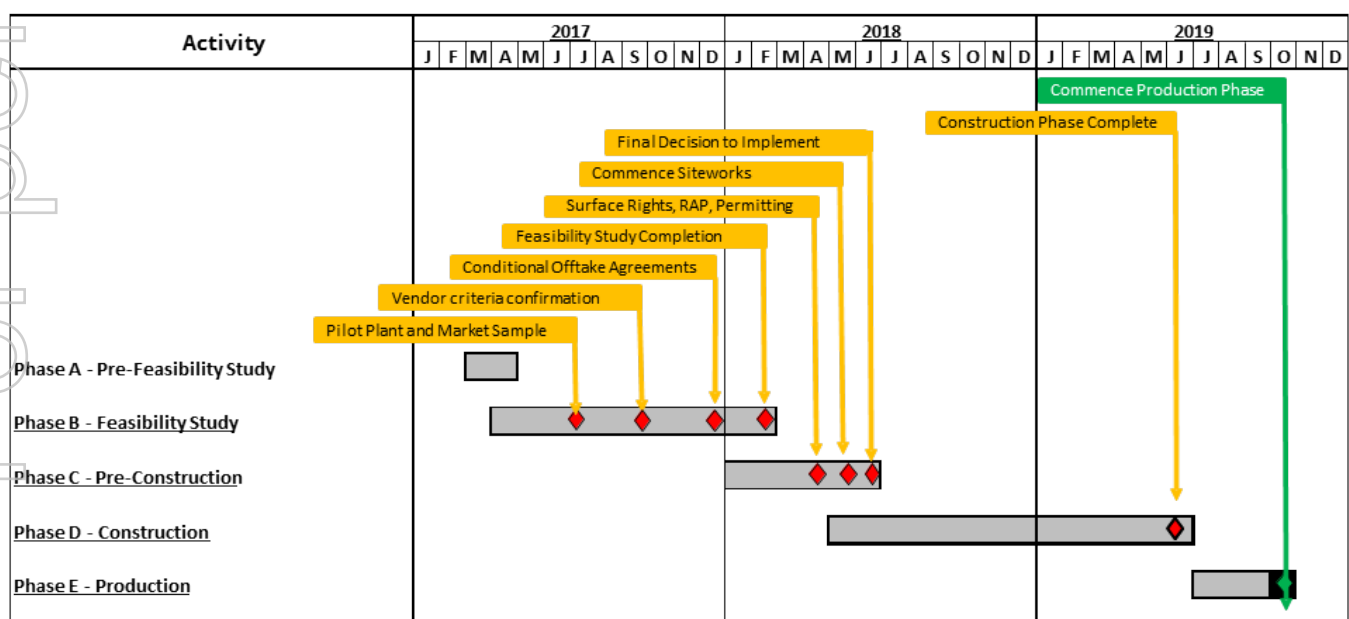 Activity
2017 2018 2019
J F M A M J J A S O N D J F M A M J J A S O N D J F M A M J J A S O N D
Commence Production Phase
Construction Phase Complete
Final Decision to Implement
Commence Siteworks
Surface Rights, RAP, Permitting
Feasibility Study Completion
Conditional Offtake Agreements
Vendor criteria confirmation
Pilot Plant and Market Sample
Phase A - Pre-Feasibility Study
Phase B - Feasibility Study
Phase C - Pre-Construction
Phase D - Construction
Phase E - Production